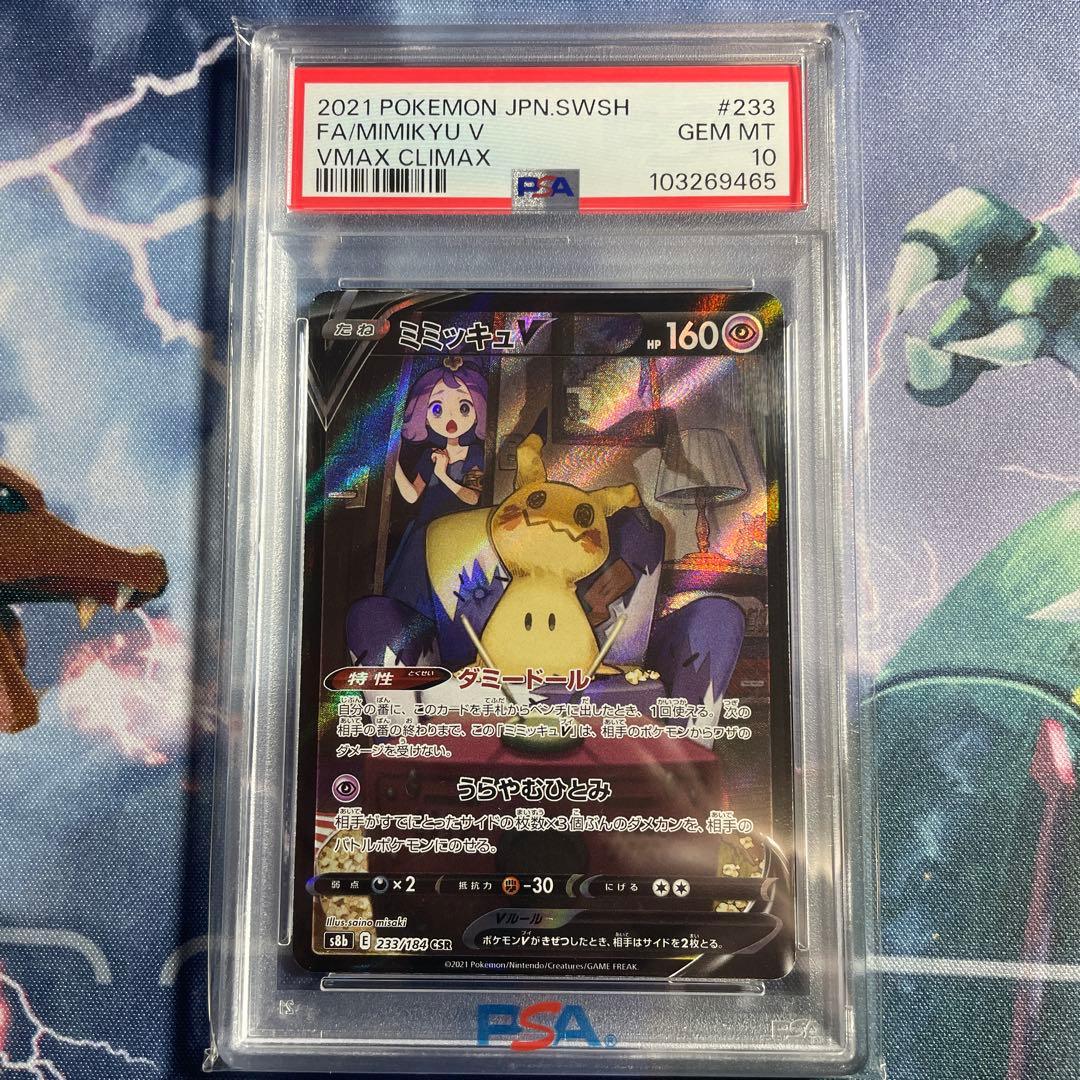 2021 POKEMON JPN.SWSH #233
FA/MIMIKYU V GEM MT
VMAX CLIMAX 10
PSA 103269465
たね ミミッキュV HP 160
特性 とくせい ダミードール
自分の番に、このカードを手札からベンチに出したとき、1回使える。次の
相手の番の終わりまで、この「ミミッキュV」は、相手のポケモンからワザの
ダメージを受けない。
うらやむひとみ
相手がすでにとったサイドの枚数×3個ぶんのダメカンを、相手の
バトルポケモンにのせる。
弱点 ×2 抵抗力 -30 にげる
Illus.saino misaki
Vルール
s8b E 233/184 CSR
ポケモンVがきぜつしたとき、相手はサイドを2枚とる。
©2021 Pokémon/Nintendo/Creatures/GAME FREAK.
PSA®
PSA